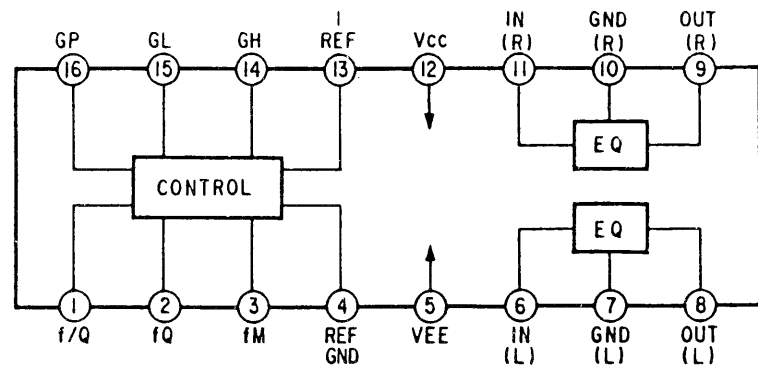 GP GL GH I REF Vcc IN (R) GND (R) OUT (R)
16 15 14 13 12 11 10 9
EQ
CONTROL
EQ
1 2 3 4 5 6 7 8
f/Q fQ fM REF GND VEE IN (L) GND (L) OUT (L)